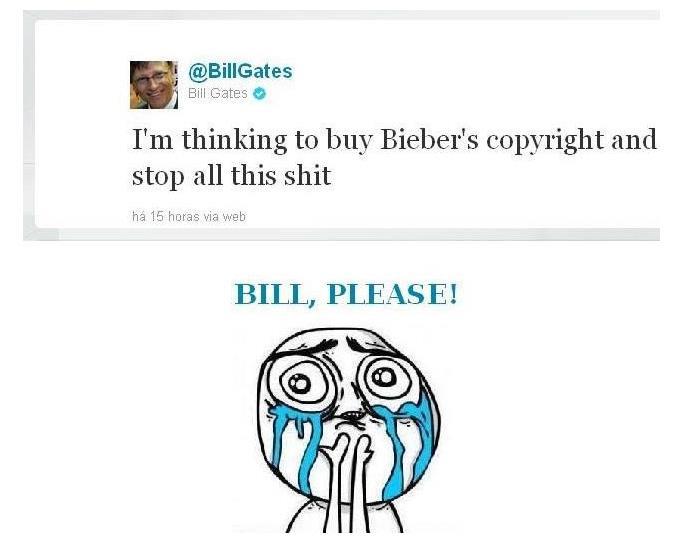 @BillGates
Bill Gates
I'm thinking to buy Bieber's copyright and
stop all this shit
há 15 horas via web
BILL, PLEASE!